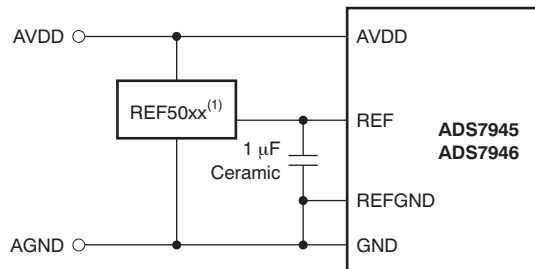 AVDD
AVDD
REF50xx(1)
REF
ADS7945
ADS7946
1 μF
Ceramic
REFGND
AGND
GND